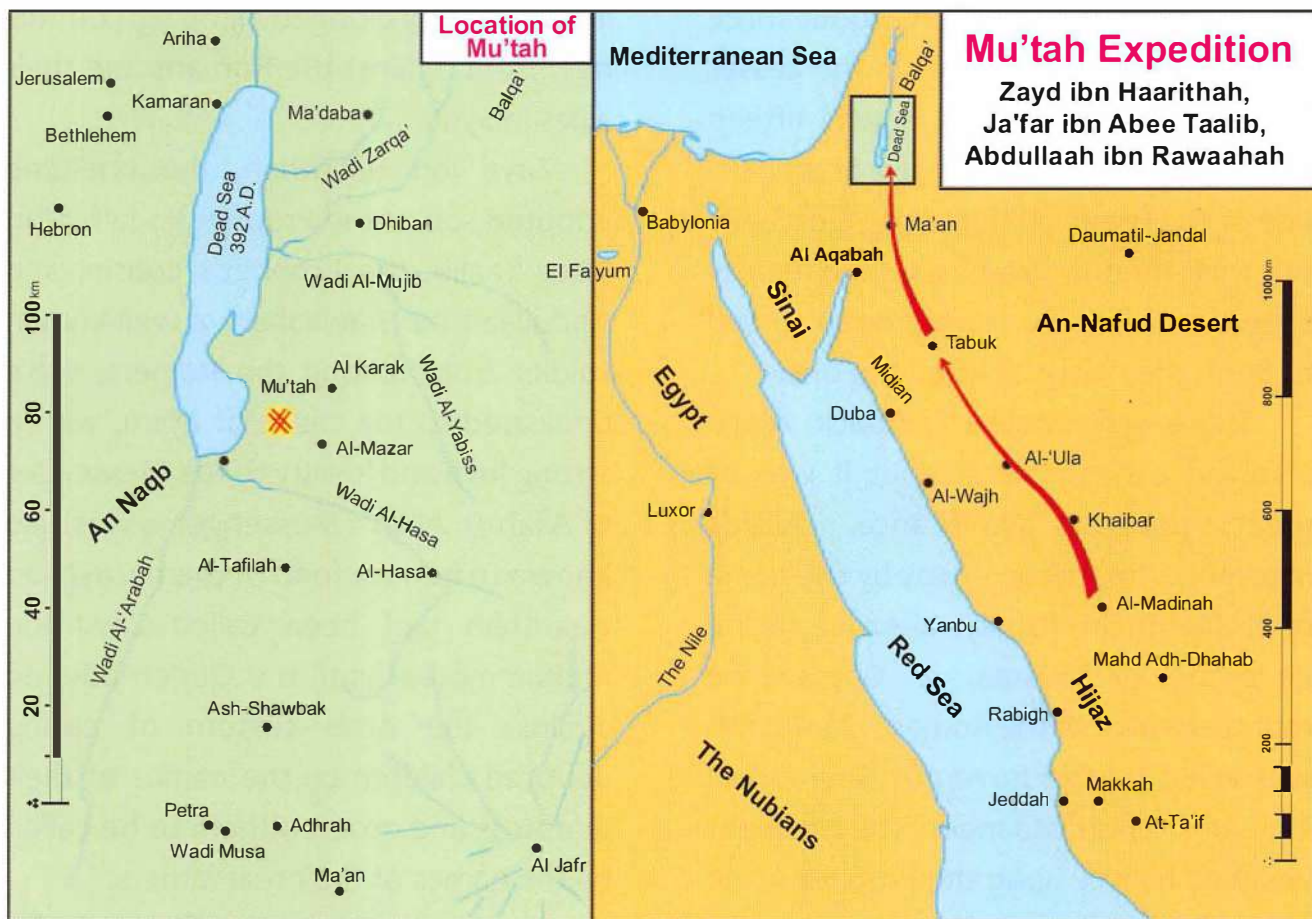 Location of
Mu'tah
Ariha
Jerusalem
Kamaran
Bethlehem
Ma'daba
Balqa'
Wadi Zarqa'
Hebron
Dead Sea
392 A.D.
Dhiban
Wadi Al-Mujib
100 km
Al Karak
Mu'tah
Wadi Al-Yabiss
80
Al-Mazar
An Naqb
Wadi Al-Hasa
60
Al-Tafilah
Al-Hasa
Wadi Al-'Arabah
40
20
Ash-Shawbak
Petra
Adhrah
Wadi Musa
Al Jafr
Ma'an
Mu'tah Expedition
Zayd ibn Haarithah,
Ja'far ibn Abee Taalib,
Abdullaah ibn Rawaahah
Mediterranean Sea
Balqa'
Dead Sea
Babylonia
Ma'an
Daumatil-Jandal
El Faiyum
Al Aqabah
Sinai
1000 km
An-Nafud Desert
Tabuk
Egypt
Midian
Duba
800
Al-'Ula
Al-Wajh
Luxor
Khaibar
600
Al-Madinah
Yanbu
400
The Nile
Red Sea
Mahd Adh-Dhahab
Hijaz
Rabigh
200
The Nubians
Jeddah
Makkah
At-Ta'if